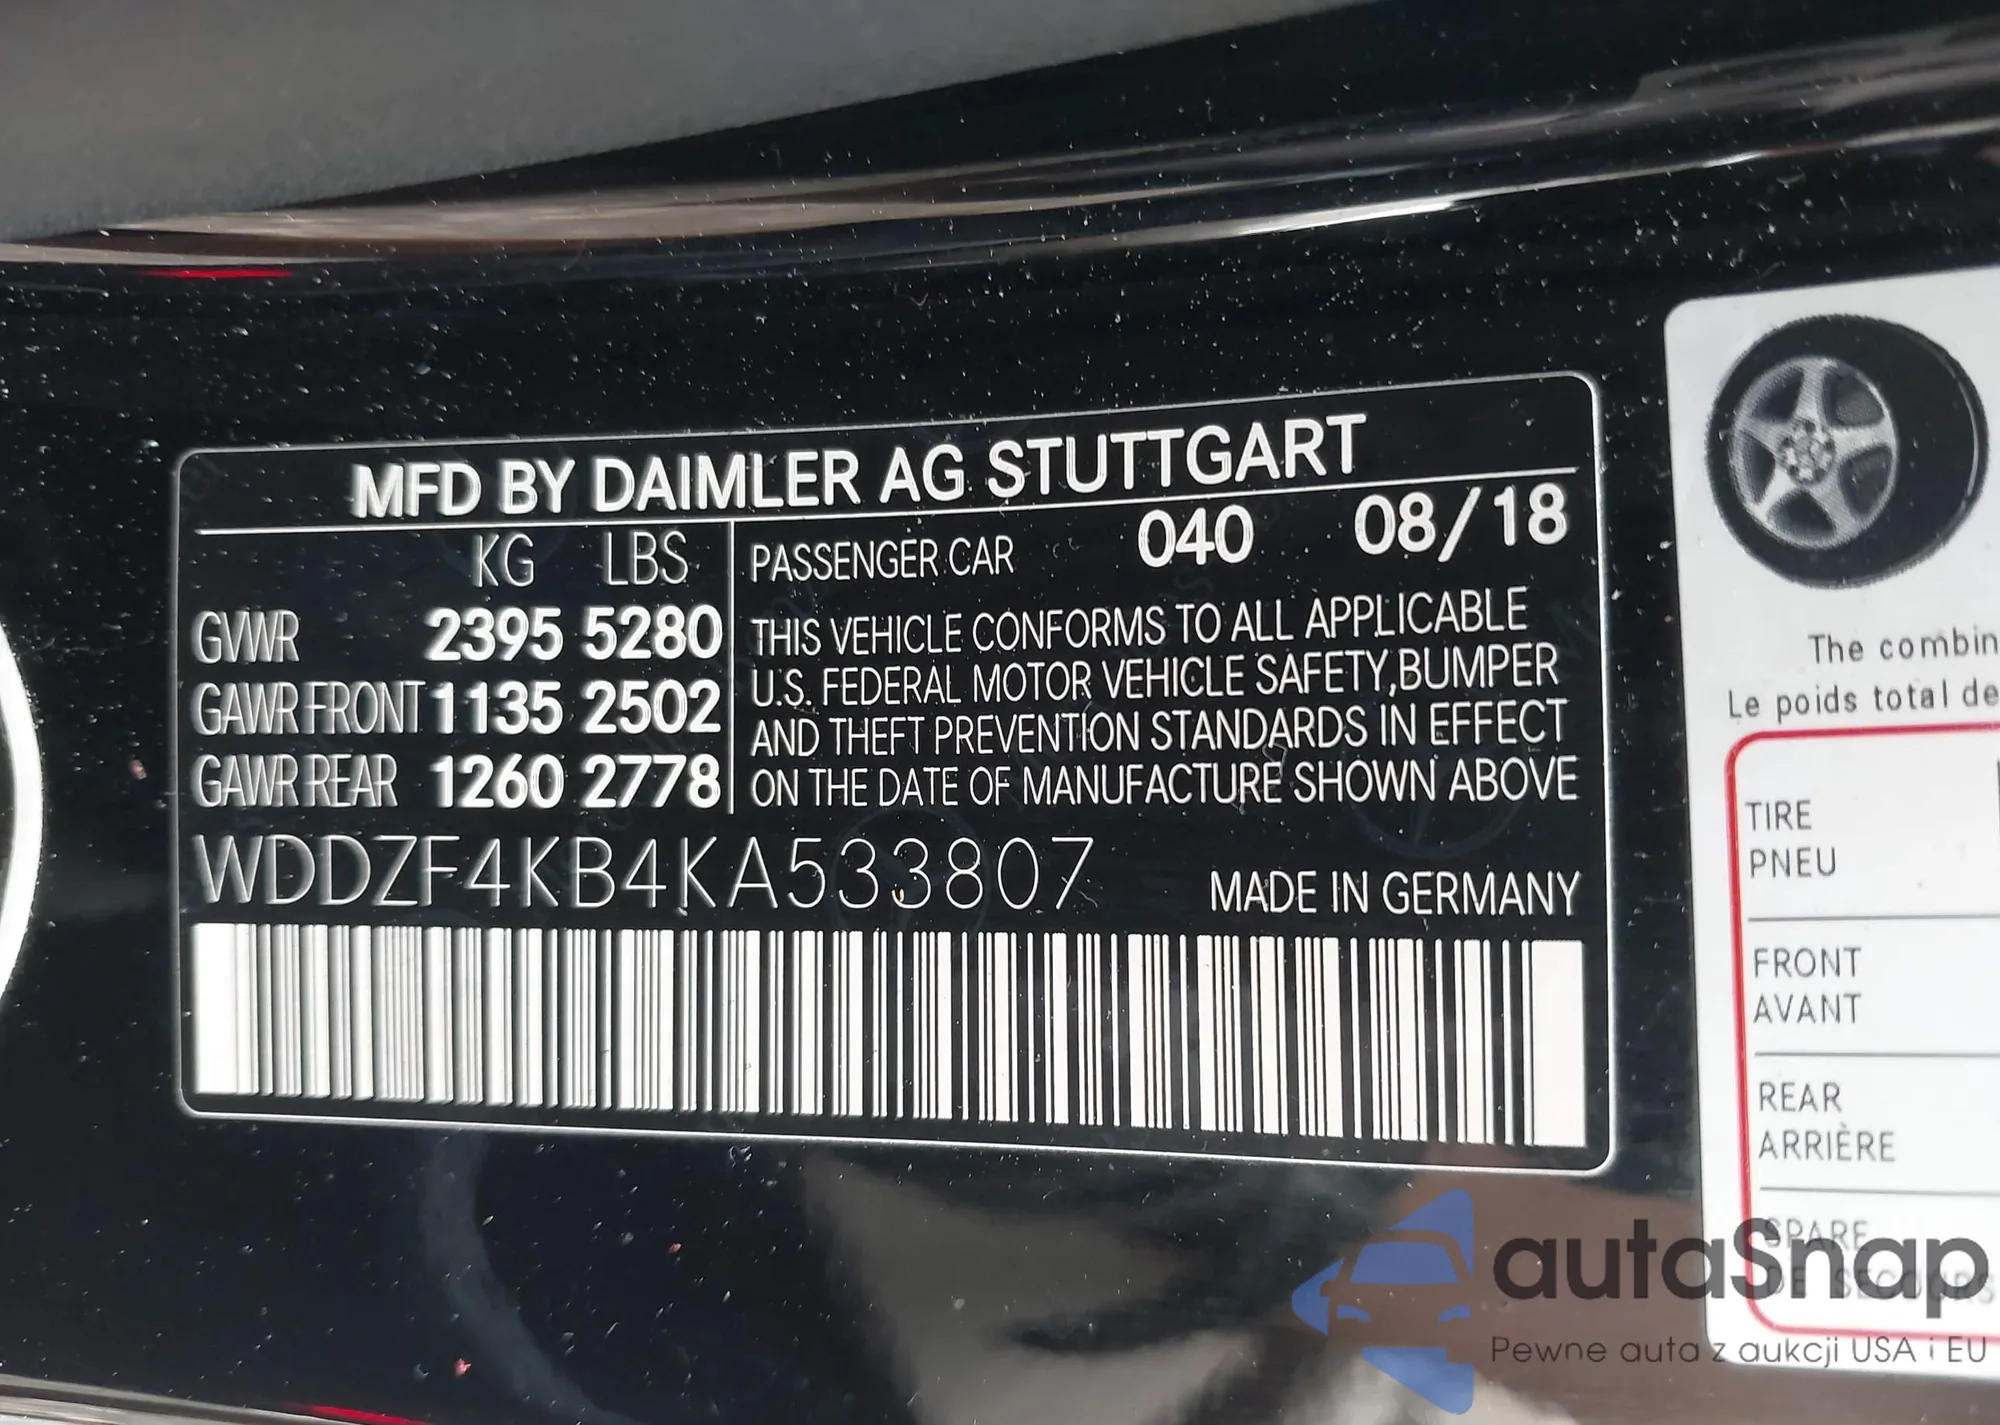 MFD BY DAIMLER AG STUTTGART
KG LBS
PASSENGER CAR 040 08/18
GVWR 2395 5280
GAWR FRONT 1135 2502
GAWR REAR 1260 2778
THIS VEHICLE CONFORMS TO ALL APPLICABLE
U.S. FEDERAL MOTOR VEHICLE SAFETY,BUMPER
AND THEFT PREVENTION STANDARDS IN EFFECT
ON THE DATE OF MANUFACTURE SHOWN ABOVE
WDDZF4KB4KA533807
MADE IN GERMANY
The combin
Le poids total de
TIRE
PNEU
FRONT
AVANT
REAR
ARRIÈRE
SPARE
DE SECOURS
autaSnap
Pewne auta z aukcji USA i EU